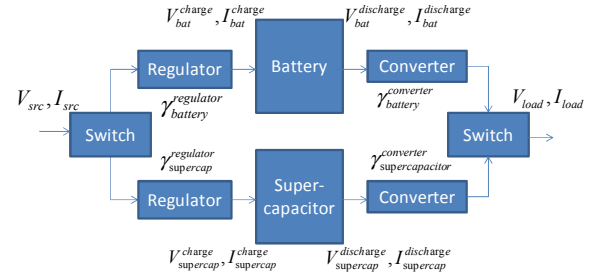 V_bat^charge, I_bat^charge V_bat^discharge, I_bat^discharge
Regulator Battery Converter
V_src, I_src γ_battery^regulator γ_battery^converter V_load, I_load
Switch Switch
γ_supercap^regulator γ_supercapacitor^converter
Regulator Super-
capacitor Converter
V_supercap^charge, I_supercap^charge V_supercap^discharge, I_supercap^discharge